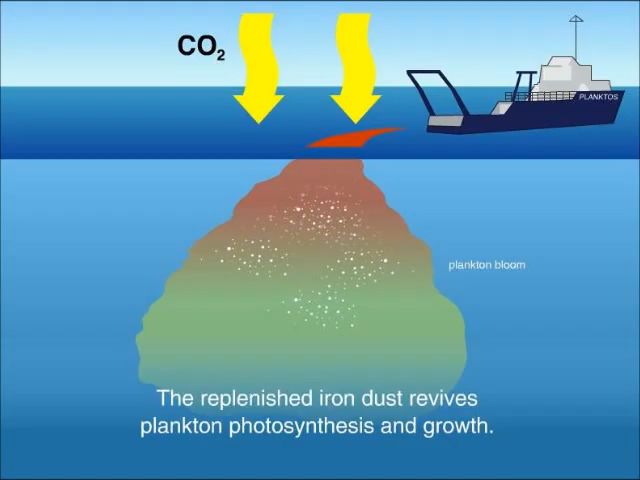 CO₂
PLANKTOS
plankton bloom
The replenished iron dust revives
plankton photosynthesis and growth.